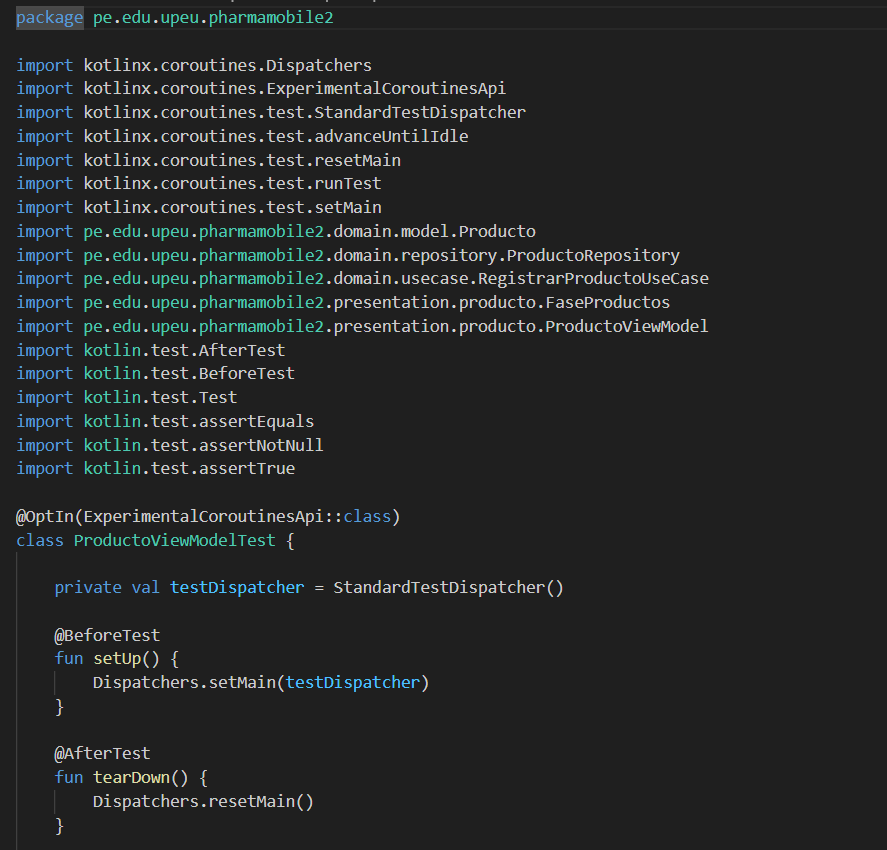 package pe.edu.upeu.pharmamobile2
import kotlinx.coroutines.Dispatchers
import kotlinx.coroutines.ExperimentalCoroutinesApi
import kotlinx.coroutines.test.StandardTestDispatcher
import kotlinx.coroutines.test.advanceUntilIdle
import kotlinx.coroutines.test.resetMain
import kotlinx.coroutines.test.runTest
import kotlinx.coroutines.test.setMain
import pe.edu.upeu.pharmamobile2.domain.model.Producto
import pe.edu.upeu.pharmamobile2.domain.repository.ProductoRepository
import pe.edu.upeu.pharmamobile2.domain.usecase.RegistrarProductoUseCase
import pe.edu.upeu.pharmamobile2.presentation.producto.FaseProductos
import pe.edu.upeu.pharmamobile2.presentation.producto.ProductoViewModel
import kotlin.test.AfterTest
import kotlin.test.BeforeTest
import kotlin.test.Test
import kotlin.test.assertEquals
import kotlin.test.assertNotNull
import kotlin.test.assertTrue
@OptIn(ExperimentalCoroutinesApi::class)
class ProductoViewModelTest {
    private val testDispatcher = StandardTestDispatcher()
    @BeforeTest
    fun setUp() {
        Dispatchers.setMain(testDispatcher)
    }
    @AfterTest
    fun tearDown() {
        Dispatchers.resetMain()
    }